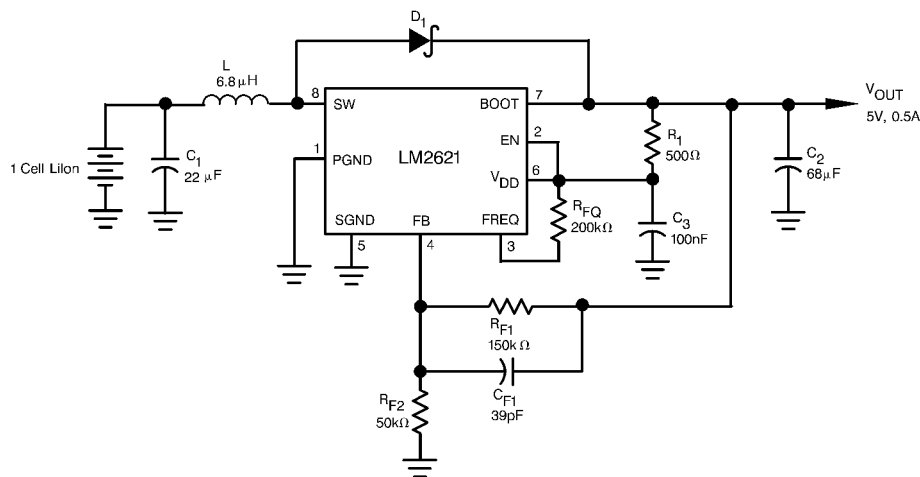 D1
L
6.8μH
8
SW
BOOT
7
VOUT
5V, 0.5A
EN
2
R1
500Ω
1 Cell LiIon
C1
22 μF
1
PGND
LM2621
VDD
6
C2
68μF
SGND
FB
FREQ
RFQ
200kΩ
C3
100nF
5
4
3
RF1
150kΩ
CF1
39pF
RF2
50kΩ